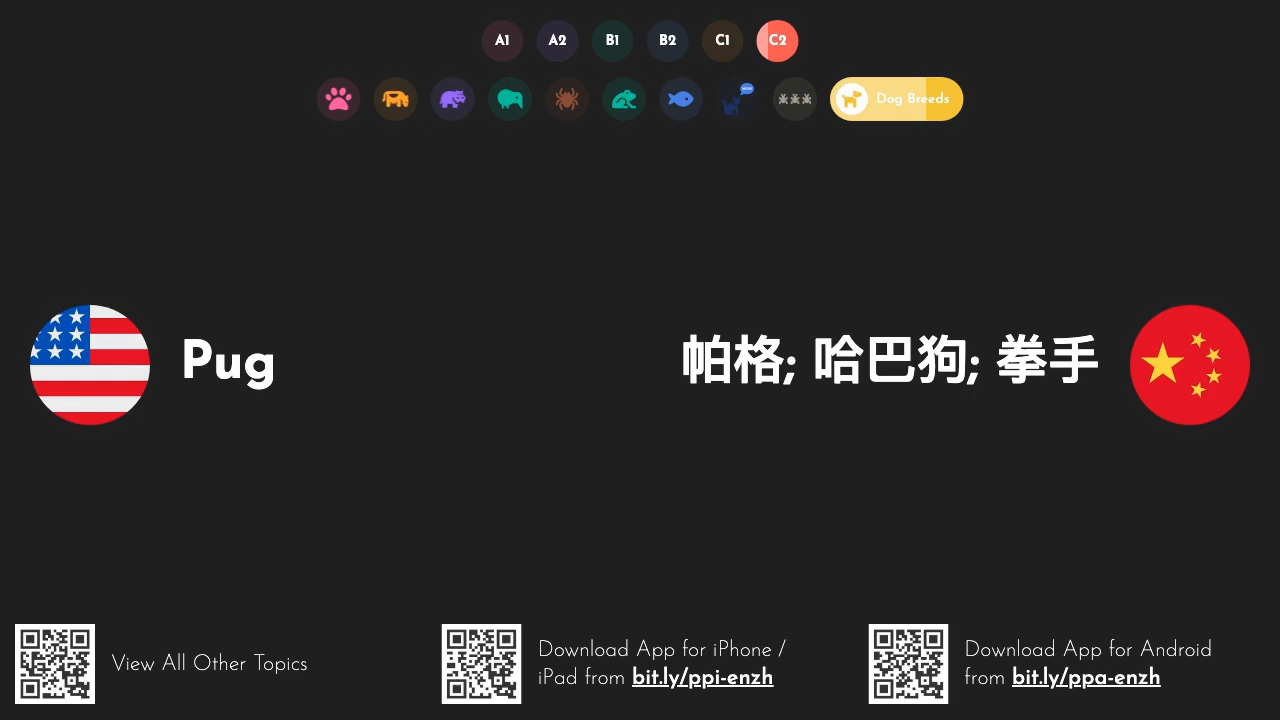 A1 A2 B1 B2 C1 C2
Dog Breeds
Pug
帕格; 哈巴狗; 拳手
View All Other Topics
Download App for iPhone /
iPad from bit.ly/ppi-enzh
Download App for Android
from bit.ly/ppa-enzh